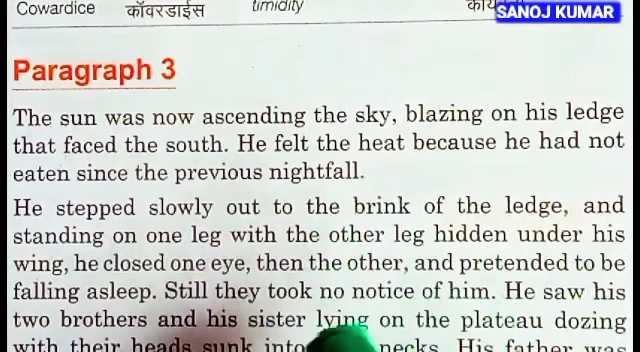 Cowardice कॉवरडाईस timidity
SANOJ KUMAR
Paragraph 3
The sun was now ascending the sky, blazing on his ledge
that faced the south. He felt the heat because he had not
eaten since the previous nightfall.
He stepped slowly out to the brink of the ledge, and
standing on one leg with the other leg hidden under his
wing, he closed one eye, then the other, and pretended to be
falling asleep. Still they took no notice of him. He saw his
two brothers and his sister lying on the plateau dozing
with their heads sunk into necks. His father was